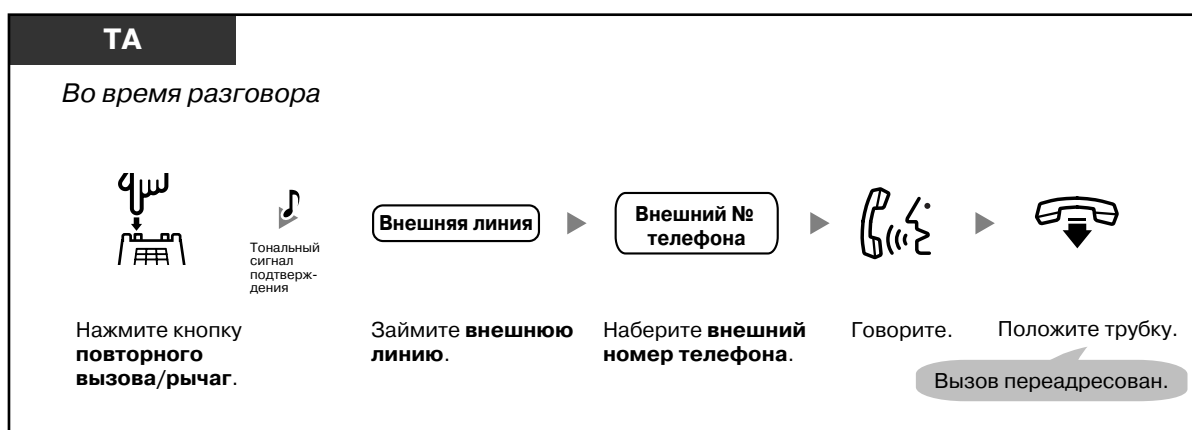 ТА
Во время разговора
Тональный
сигнал
подтверж-
дения
Внешняя линия
Внешний №
телефона
Нажмите кнопку
повторного
вызова/рычаг.
Займите внешнюю
линию.
Наберите внешний
номер телефона.
Говорите.
Положите трубку.
Вызов переадресован.